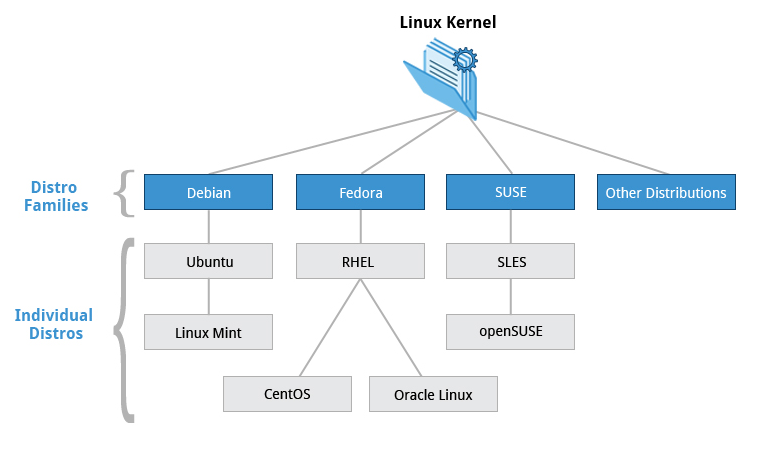 Linux Kernel
Distro
Families
Debian
Fedora
SUSE
Other Distributions
Individual
Distros
Ubuntu
RHEL
SLES
Linux Mint
openSUSE
CentOS
Oracle Linux